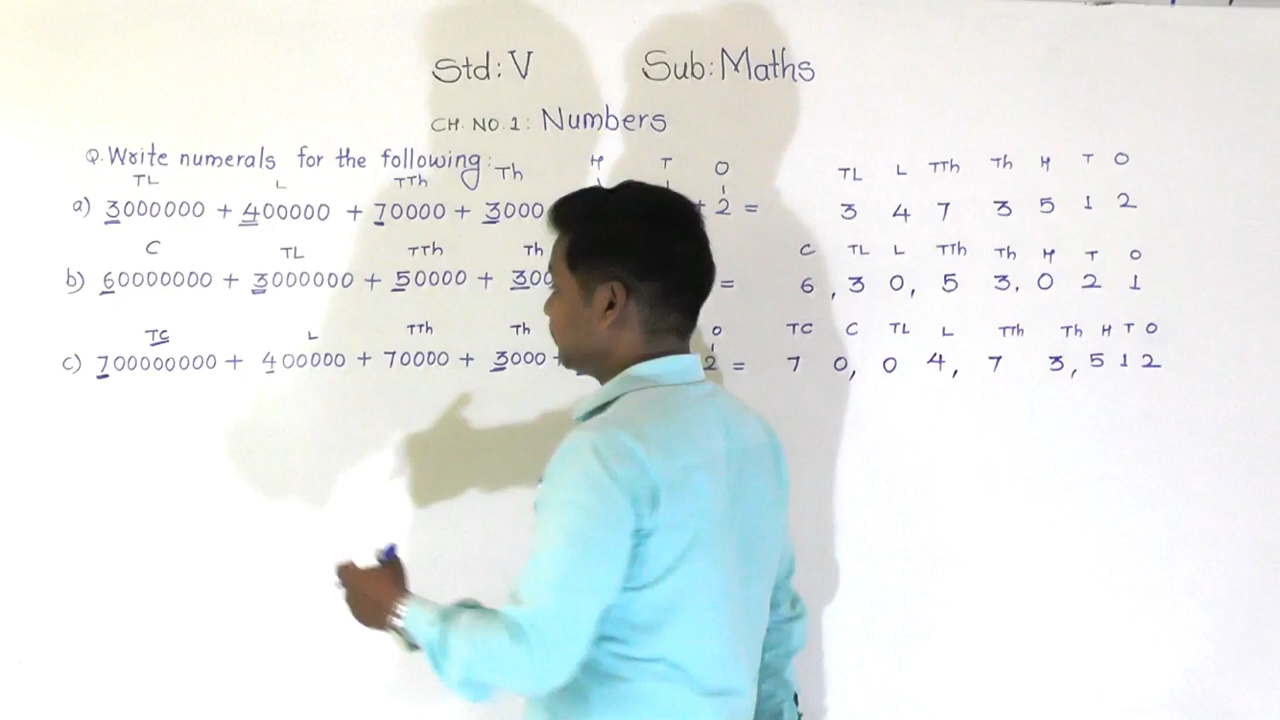 Std: V Sub: Maths
CH. NO. 1: Numbers
Q. Write numerals for the following:
TL L TTh Th H T O TL L TTh Th H T O
a) 3000000 + 400000 + 70000 + 3000 + 2 = 3 4 7 3 5 1 2
C TL TTh Th C TL L TTh Th H T O
b) 60000000 + 3000000 + 50000 + 300 = 6, 3 0, 5 3, 0 2 1
TC L TTh Th O TC C TL L TTh Th H T O
c) 700000000 + 400000 + 70000 + 3000 + 2 = 7 0, 0 4, 7 3, 5 1 2